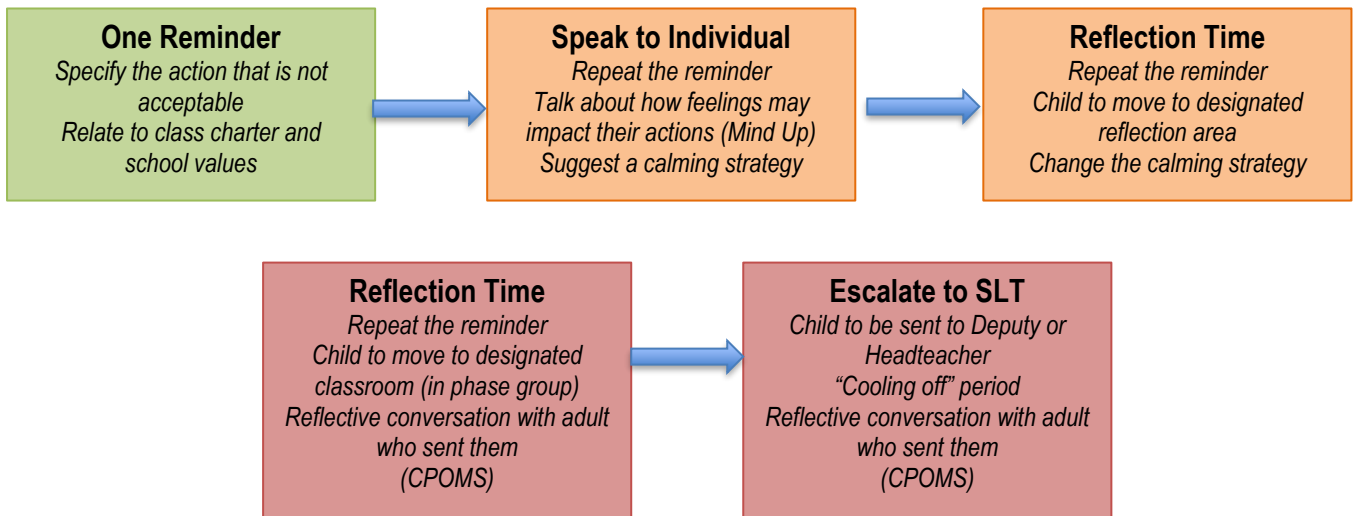 One Reminder
Specify the action that is not
acceptable
Relate to class charter and
school values
Speak to Individual
Repeat the reminder
Talk about how feelings may
impact their actions (Mind Up)
Suggest a calming strategy
Reflection Time
Repeat the reminder
Child to move to designated
reflection area
Change the calming strategy
Reflection Time
Repeat the reminder
Child to move to designated
classroom (in phase group)
Reflective conversation with adult
who sent them
(CPOMS)
Escalate to SLT
Child to be sent to Deputy or
Headteacher
“Cooling off” period
Reflective conversation with adult
who sent them
(CPOMS)